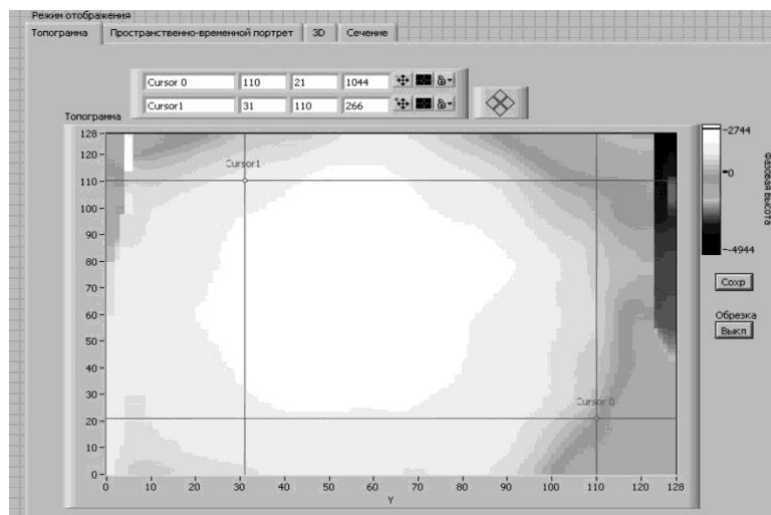 Режим отображения
Топограмма Пространственно-временной портрет 3D Сечение
Cursor 0 110 21 1044
Cursor1 31 110 266
Топограмма
128
120
110
100
90
80
70
60
50
40
30
20
10
0
0 10 20 31 40 50 60 70 80 90 100 110 120 128
Y
Cursor1
Cursor 0
2744
0
-4944
Фазовая высота
Сохр
Обрезка
Выкл